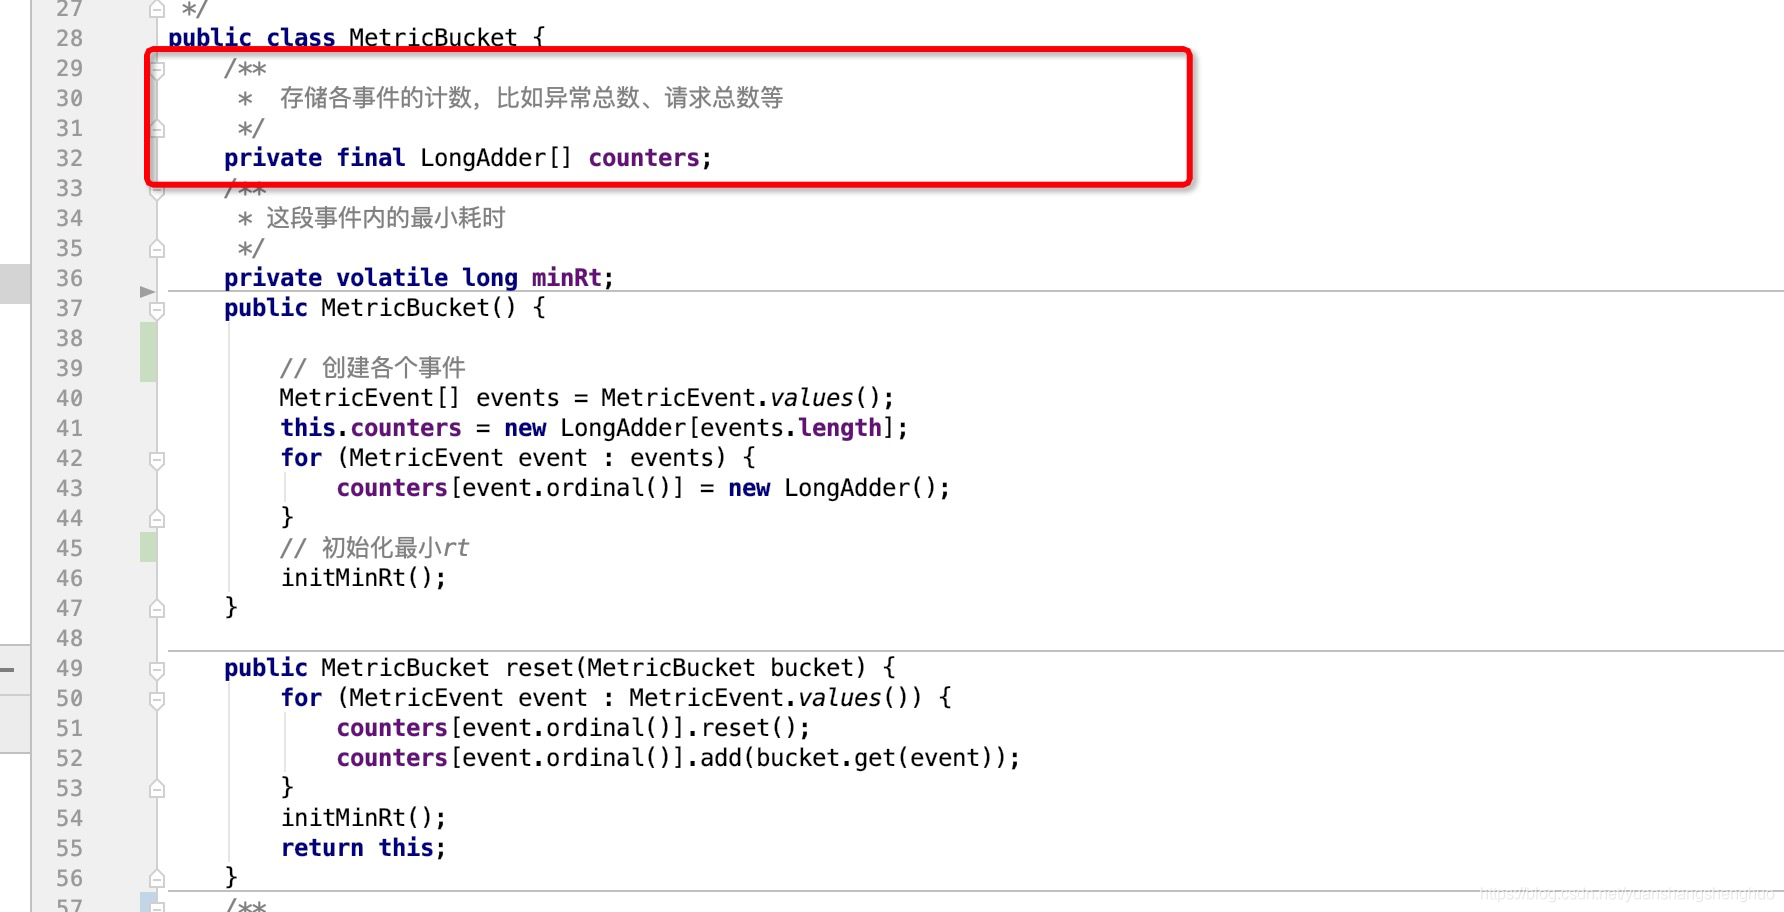 27 */
28 public class MetricBucket {
29 /**
30 * 存储各事件的计数，比如异常总数、请求总数等
31 */
32 private final LongAdder[] counters;
33 /**
34 * 这段事件内的最小耗时
35 */
36 private volatile long minRt;
37 public MetricBucket() {
38
39 // 创建各个事件
40 MetricEvent[] events = MetricEvent.values();
41 this.counters = new LongAdder[events.length];
42 for (MetricEvent event : events) {
43 counters[event.ordinal()] = new LongAdder();
44 }
45 // 初始化最小rt
46 initMinRt();
47 }
48
49 public MetricBucket reset(MetricBucket bucket) {
50 for (MetricEvent event : MetricEvent.values()) {
51 counters[event.ordinal()].reset();
52 counters[event.ordinal()].add(bucket.get(event));
53 }
54 initMinRt();
55 return this;
56 }
57 /**
https://blog.csdn.net/yuanshangshenghuo